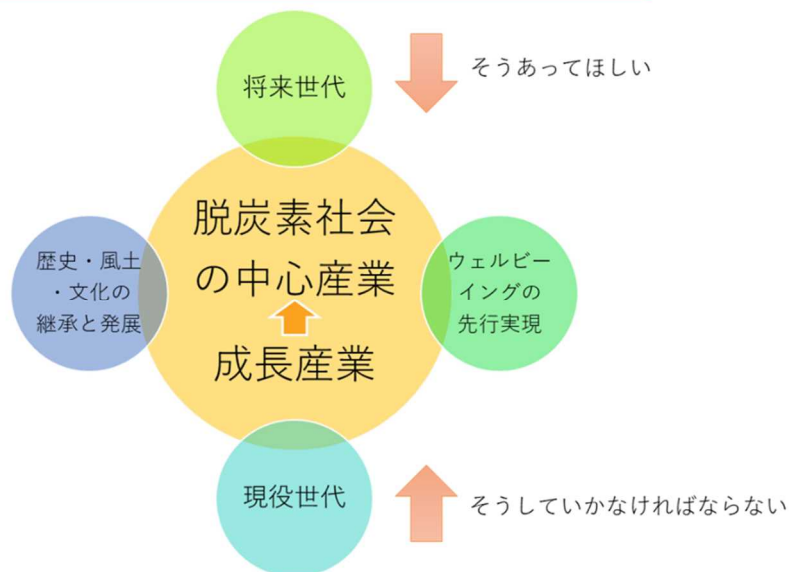 将来世代
そうあってほしい
脱炭素社会
の中心産業
成長産業
歴史・風土
・文化の
継承と発展
ウェルビー
イングの
先行実現
現役世代
そうしていかなければならない